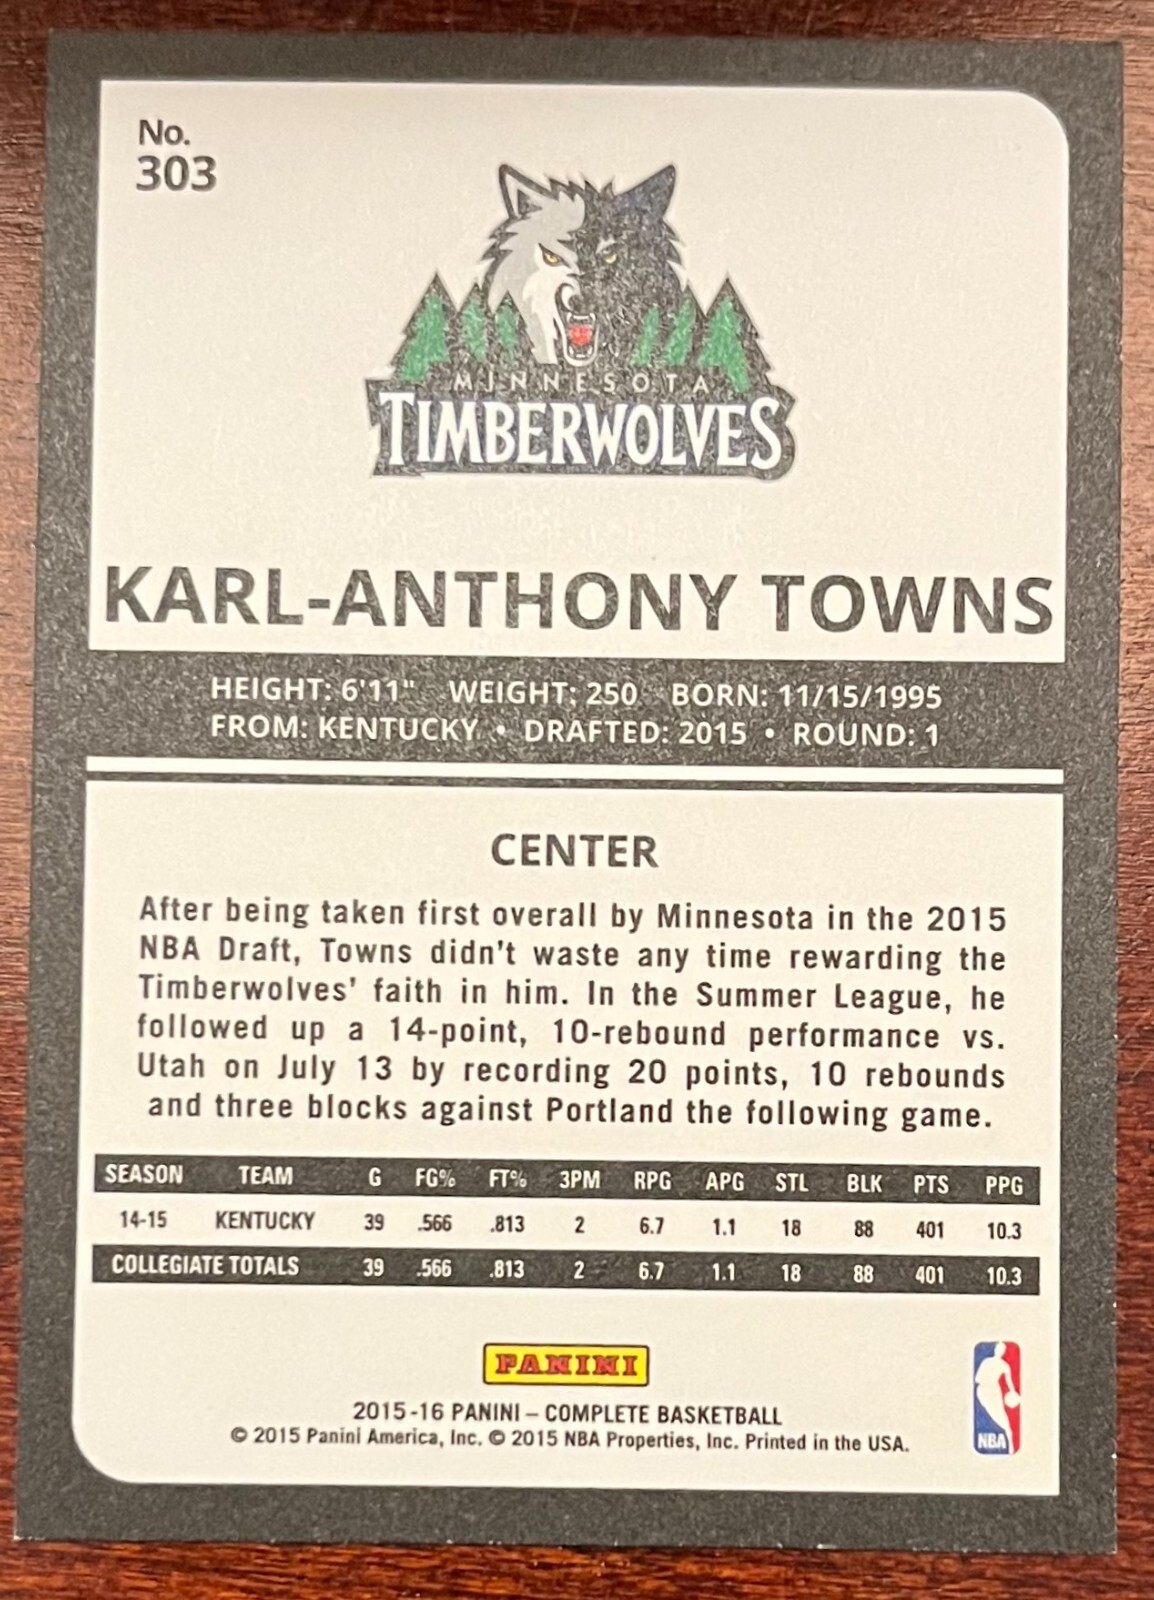 No.
303
MINNESOTA
TIMBERWOLVES
KARL-ANTHONY TOWNS
HEIGHT: 6'11" WEIGHT: 250 BORN: 11/15/1995
FROM: KENTUCKY • DRAFTED: 2015 • ROUND: 1
CENTER
After being taken first overall by Minnesota in the 2015
NBA Draft, Towns didn't waste any time rewarding the
Timberwolves' faith in him. In the Summer League, he
followed up a 14-point, 10-rebound performance vs.
Utah on July 13 by recording 20 points, 10 rebounds
and three blocks against Portland the following game.
SEASON TEAM G FG% FT% 3PM RPG APG STL BLK PTS PPG
14-15 KENTUCKY 39 .566 .813 2 6.7 1.1 18 88 401 10.3
COLLEGIATE TOTALS 39 .566 .813 2 6.7 1.1 18 88 401 10.3
PANINI
2015-16 PANINI – COMPLETE BASKETBALL
© 2015 Panini America, Inc. © 2015 NBA Properties, Inc. Printed in the USA.
NBA